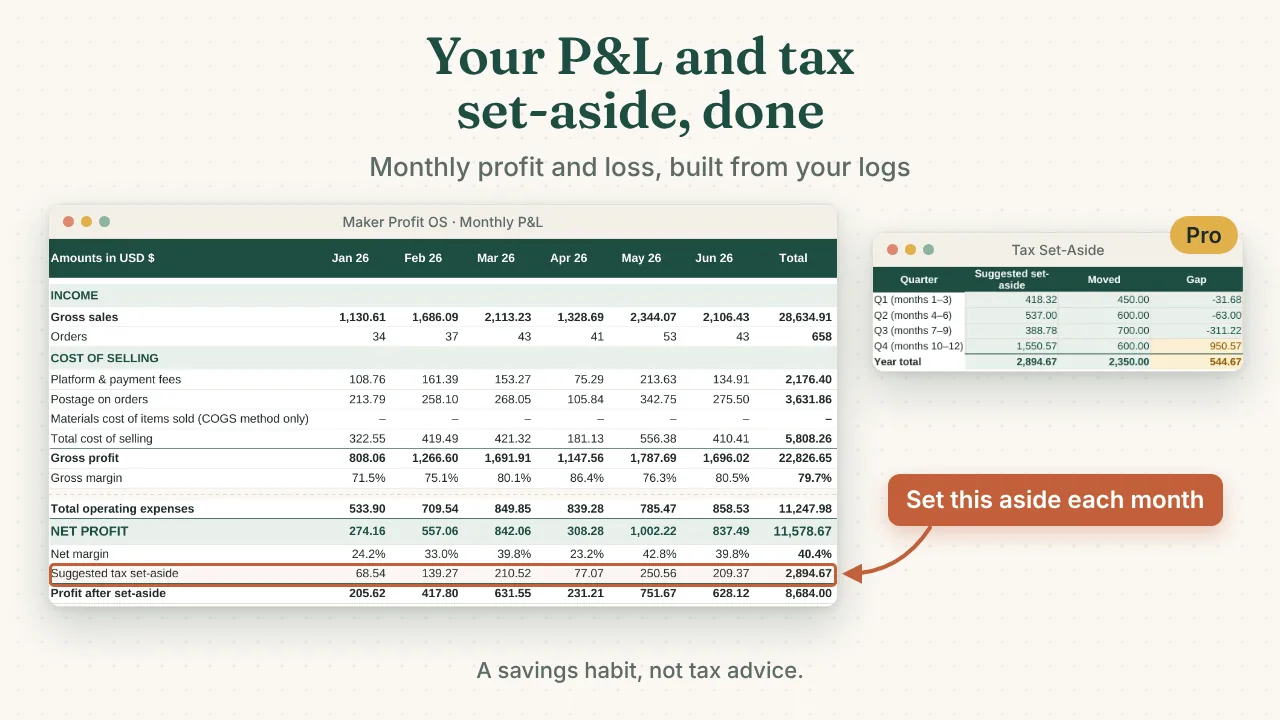 Your P&L and tax
set-aside, done
Monthly profit and loss, built from your logs
Maker Profit OS · Monthly P&L
Amounts in USD $ Jan 26 Feb 26 Mar 26 Apr 26 May 26 Jun 26 Total
INCOME
Gross sales 1,130.61 1,686.09 2,113.23 1,328.69 2,344.07 2,106.43 28,634.91
Orders 34 37 43 41 53 43 658
COST OF SELLING
Platform & payment fees 108.76 161.39 153.27 75.29 213.63 134.91 2,176.40
Postage on orders 213.79 258.10 268.05 105.84 342.75 275.50 3,631.86
Materials cost of items sold (COGS method only) – – – – – – –
Total cost of selling 322.55 419.49 421.32 181.13 556.38 410.41 5,808.26
Gross profit 808.06 1,266.60 1,691.91 1,147.56 1,787.69 1,696.02 22,826.65
Gross margin 71.5% 75.1% 80.1% 86.4% 76.3% 80.5% 79.7%
Total operating expenses 533.90 709.54 849.85 839.28 785.47 858.53 11,247.98
NET PROFIT 274.16 557.06 842.06 308.28 1,002.22 837.49 11,578.67
Net margin 24.2% 33.0% 39.8% 23.2% 42.8% 39.8% 40.4%
Suggested tax set-aside 68.54 139.27 210.52 77.07 250.56 209.37 2,894.67
Profit after set-aside 205.62 417.80 631.55 231.21 751.67 628.12 8,684.00
Pro
Tax Set-Aside
Quarter Suggested set-aside Moved Gap
Q1 (months 1–3) 418.32 450.00 -31.68
Q2 (months 4–6) 537.00 600.00 -63.00
Q3 (months 7–9) 388.78 700.00 -311.22
Q4 (months 10–12) 1,550.57 600.00 950.57
Year total 2,894.67 2,350.00 544.67
Set this aside each month
A savings habit, not tax advice.